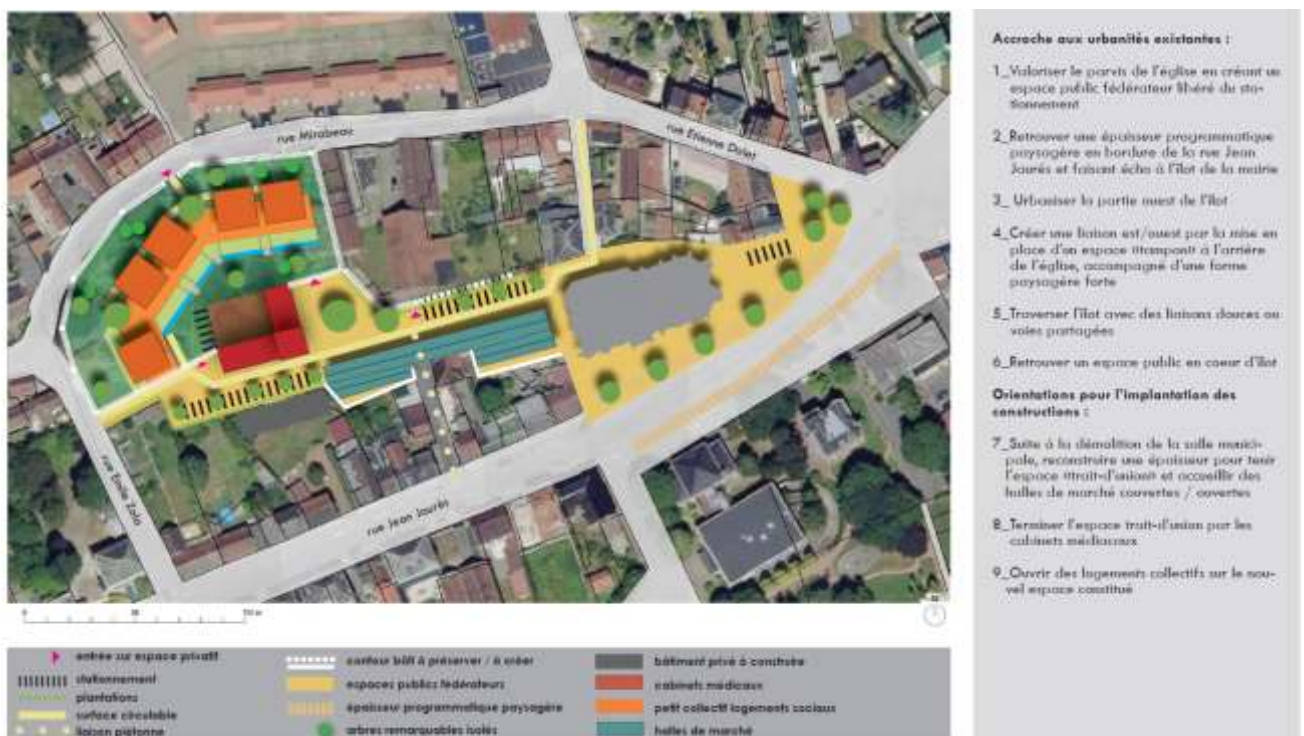 rue Mirabeau
rue Etienne Dolet
rue Emile Zola
rue Jean Jaurès
Accroche aux urbanités existantes :
1_Valoriser le parvis de l'église en créant un
espace public fédérateur libéré du sta-
tionnement
2_Retrouver une épaisseur programmatique
paysagère en bordure de la rue Jean
Jaurès et faisant écho à l'îlot de la mairie
3_ Urbaniser la partie ouest de l'îlot
4_Créer une liaison est/ouest par la mise en
place d'un espace à l'arrière
de l'église, accompagné d'une forme
paysagère forte
5_Traverser l'îlot avec des liaisons douces ou
voies partagées
6_Retrouver un espace public en coeur d'îlot
Orientations pour l'implantation des
constructions :
7_Suite à la démolition de la salle munici-
pale, reconstruire une épaisseur pour tenir
l'espace et accueillir des
halles de marché couvertes / ouvertes
8_Terminer l'espace trait-d'union par les
cabinets médicaux
9_Ouvrir des logements collectifs sur le nou-
vel espace constitué
entrée sur espace privatif
stationnement
plantations
surface circulable
liaison piétonne
contour bâti à préserver / à créer
espaces publics fédérateurs
épaisseur programmatique paysagère
arbres remarquables isolés
bâtiment privé à construire
cabinets médicaux
petit collectif logements sociaux
halles de marché